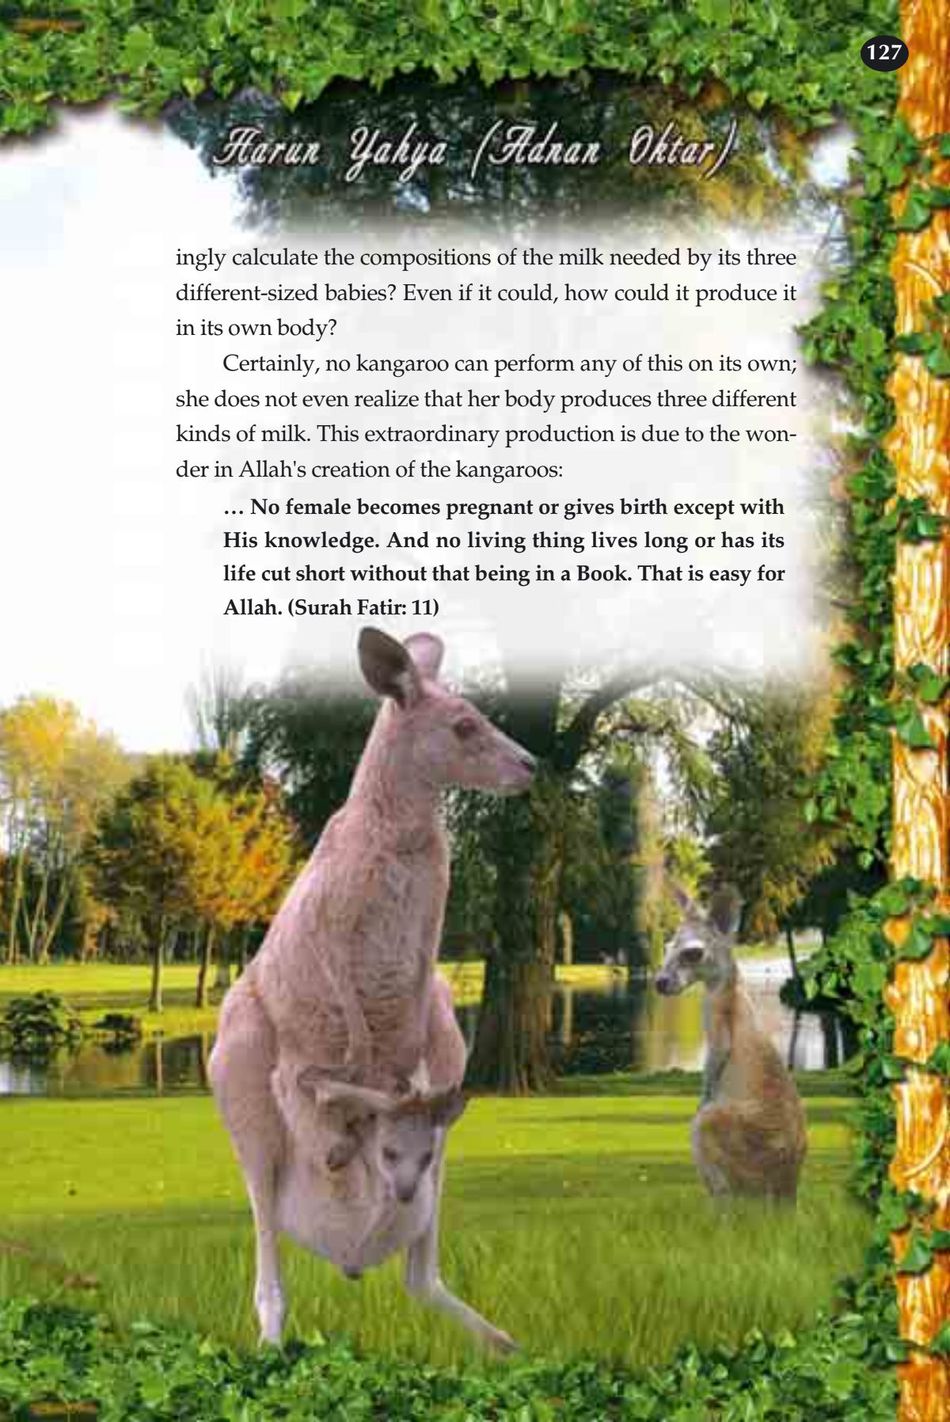 127
Harun Yahya (Adnan Oktar)
ingly calculate the compositions of the milk needed by its three
different-sized babies? Even if it could, how could it produce it
in its own body?
Certainly, no kangaroo can perform any of this on its own;
she does not even realize that her body produces three different
kinds of milk. This extraordinary production is due to the won-
der in Allah's creation of the kangaroos:
… No female becomes pregnant or gives birth except with
His knowledge. And no living thing lives long or has its
life cut short without that being in a Book. That is easy for
Allah. (Surah Fatir: 11)